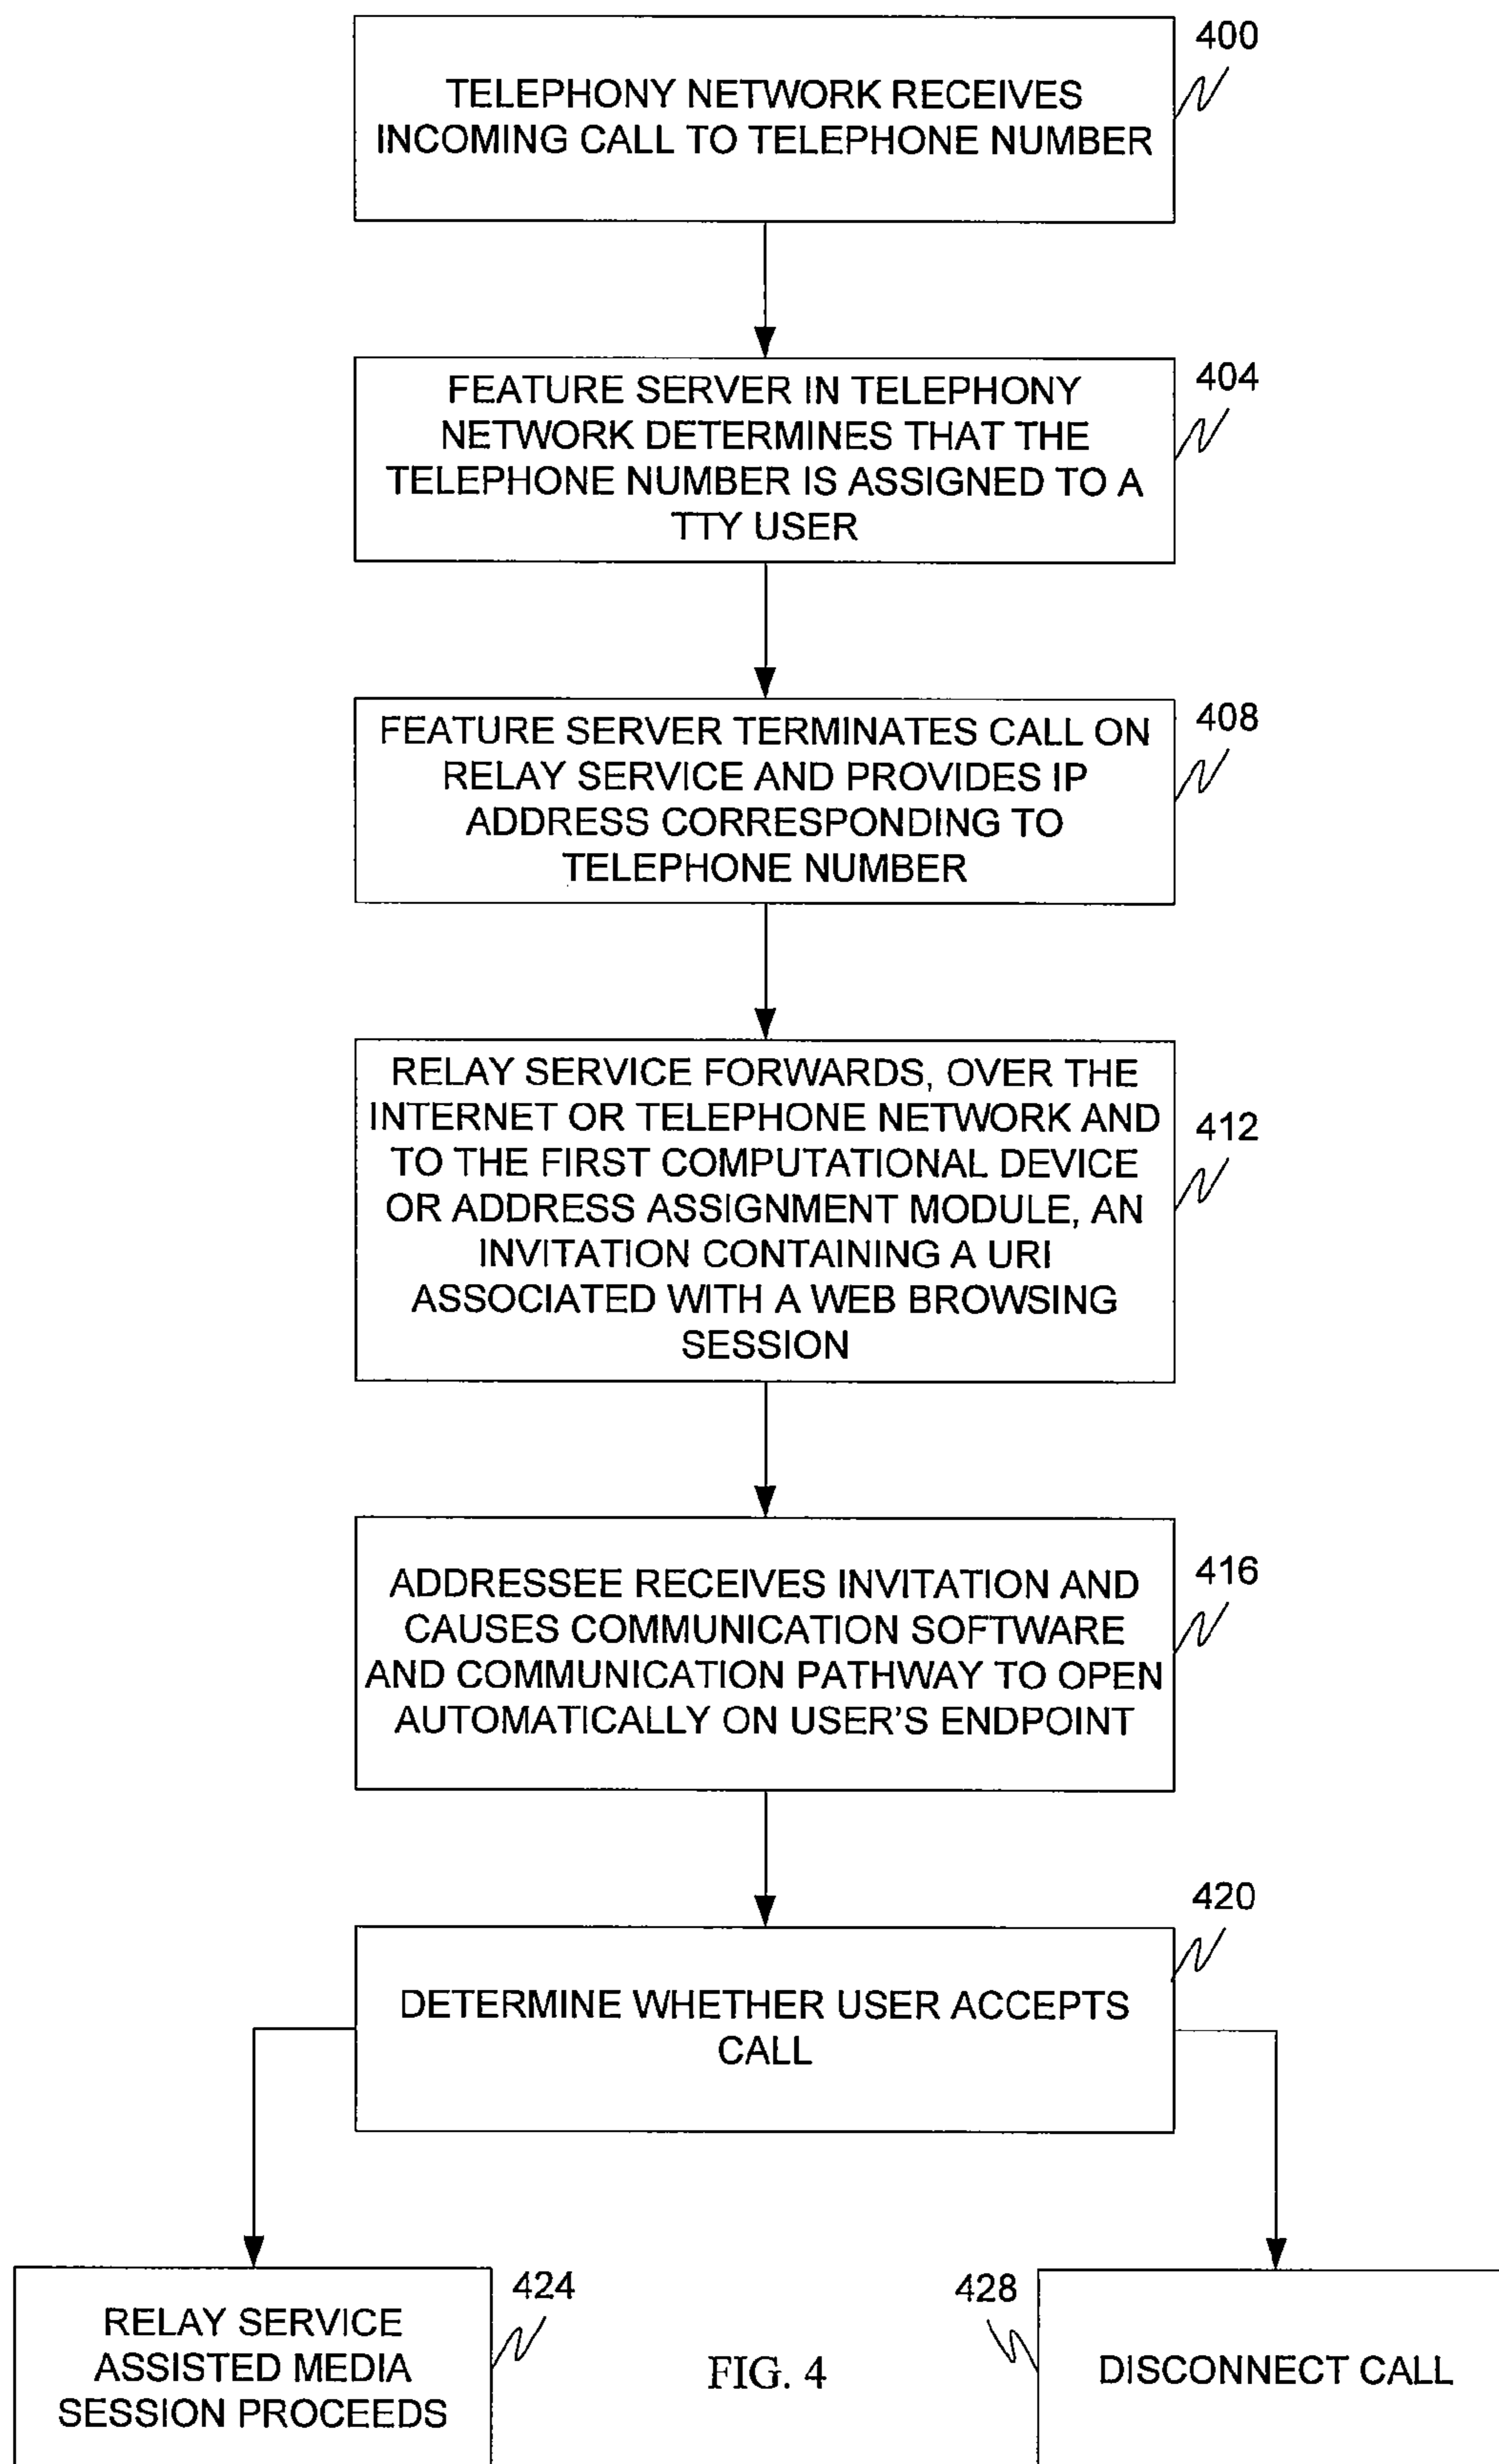 400
TELEPHONY NETWORK RECEIVES
INCOMING CALL TO TELEPHONE NUMBER
404
FEATURE SERVER IN TELEPHONY
NETWORK DETERMINES THAT THE
TELEPHONE NUMBER IS ASSIGNED TO A
TTY USER
408
FEATURE SERVER TERMINATES CALL ON
RELAY SERVICE AND PROVIDES IP
ADDRESS CORRESPONDING TO
TELEPHONE NUMBER
412
RELAY SERVICE FORWARDS, OVER THE
INTERNET OR TELEPHONE NETWORK AND
TO THE FIRST COMPUTATIONAL DEVICE
OR ADDRESS ASSIGNMENT MODULE, AN
INVITATION CONTAINING A URI
ASSOCIATED WITH A WEB BROWSING
SESSION
416
ADDRESSEE RECEIVES INVITATION AND
CAUSES COMMUNICATION SOFTWARE
AND COMMUNICATION PATHWAY TO OPEN
AUTOMATICALLY ON USER'S ENDPOINT
420
DETERMINE WHETHER USER ACCEPTS
CALL
424
RELAY SERVICE
ASSISTED MEDIA
SESSION PROCEEDS
FIG. 4
428
DISCONNECT CALL